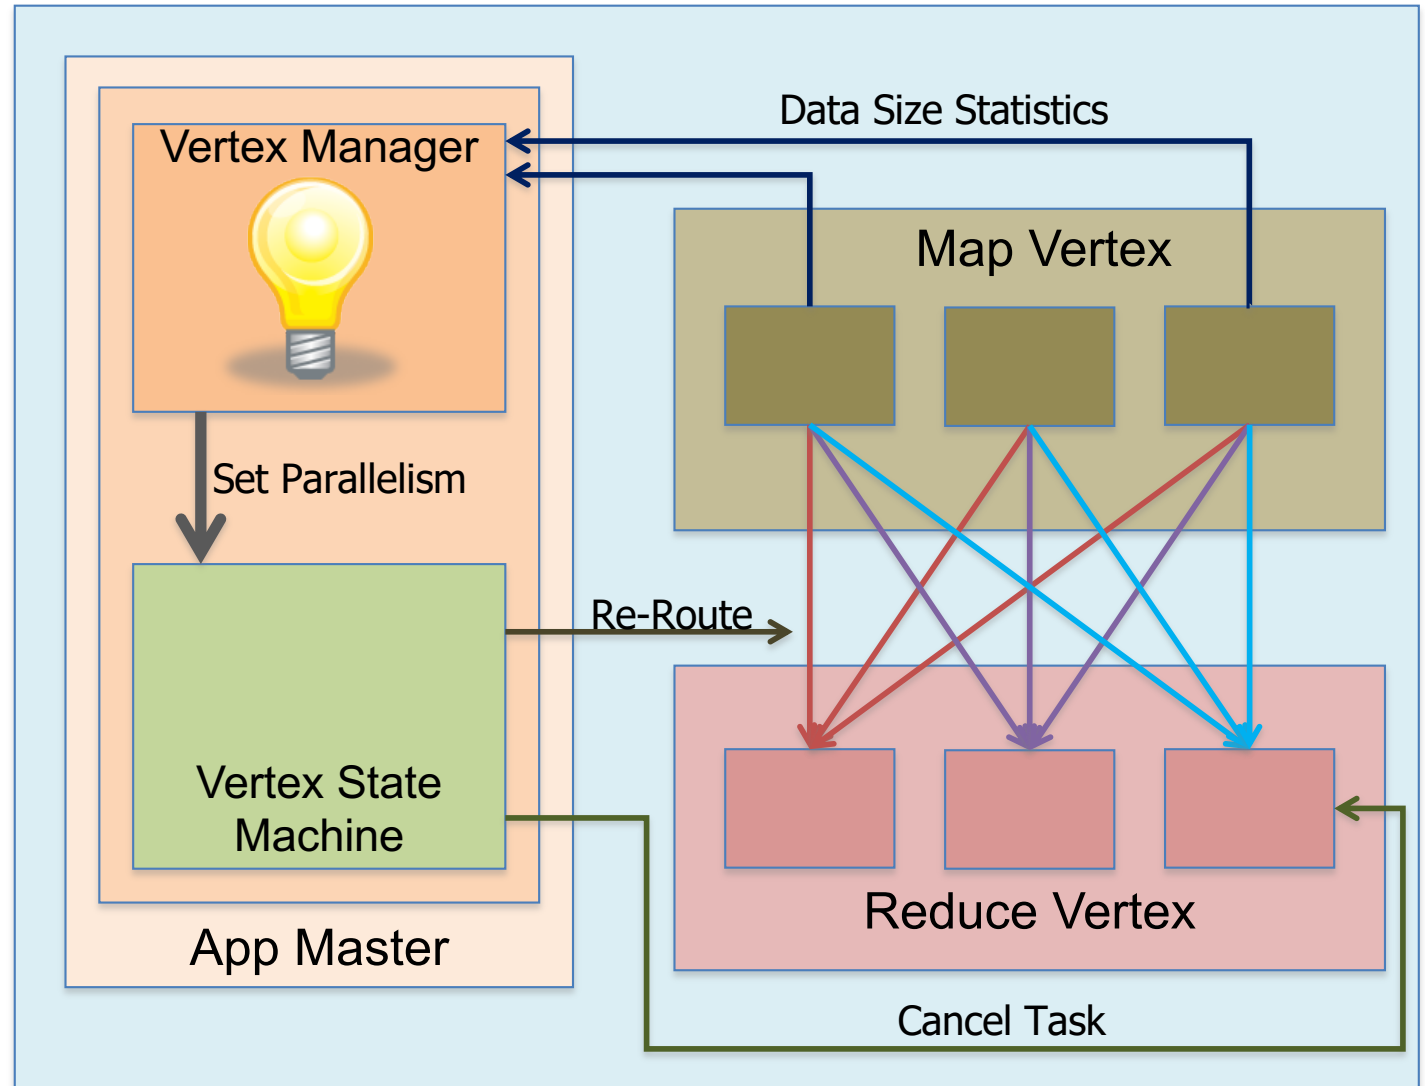 Data Size Statistics
Vertex Manager
Map Vertex
Set Parallelism
Re-Route
Vertex State
Machine
Reduce Vertex
App Master
Cancel Task